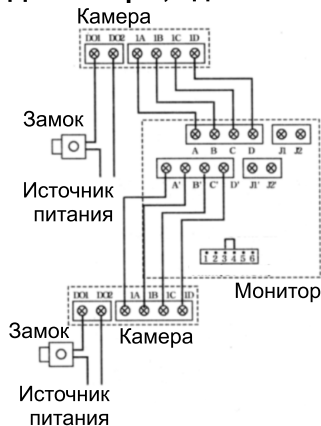 Камера
DO1 DO2 1A 1B 1C 1D
Замок
A B C D J1 J2
Источник
питания
A' B' C' D' J1' J2'
1 2 3 4 5 6
Монитор
DO1 DO2 1A 1B 1C 1D
Замок
Камера
Источник
питания